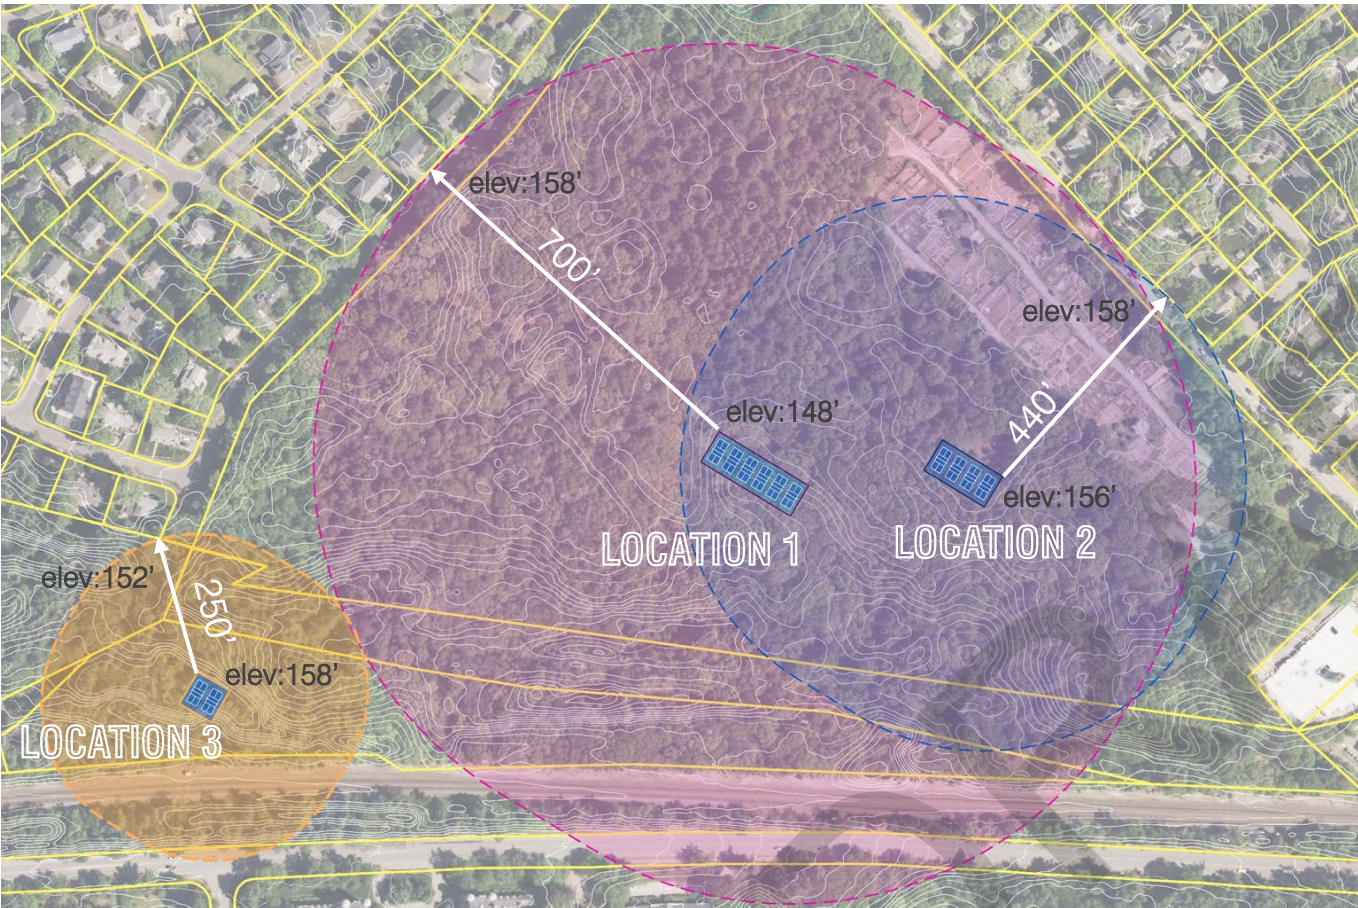 elev:158’
700’
elev:158’
elev:148’
440’
elev:156’
LOCATION 1
LOCATION 2
elev:152’
250’
elev:158’
LOCATION 3